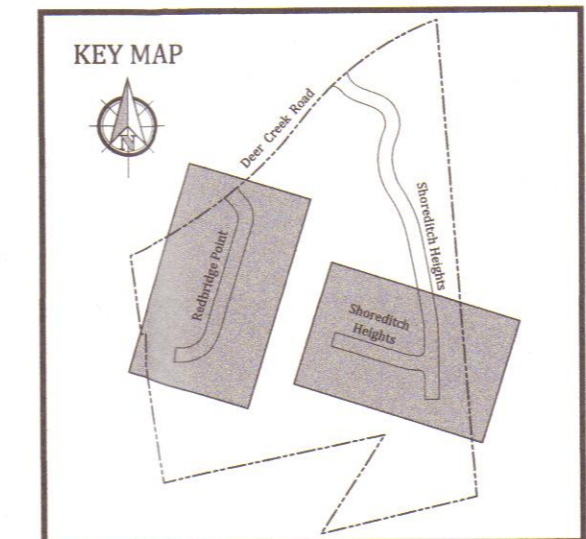 KEY MAP
N
Deer Creek Road
Redbridge Point
Shoreditch Heights
Shoreditch
Heights